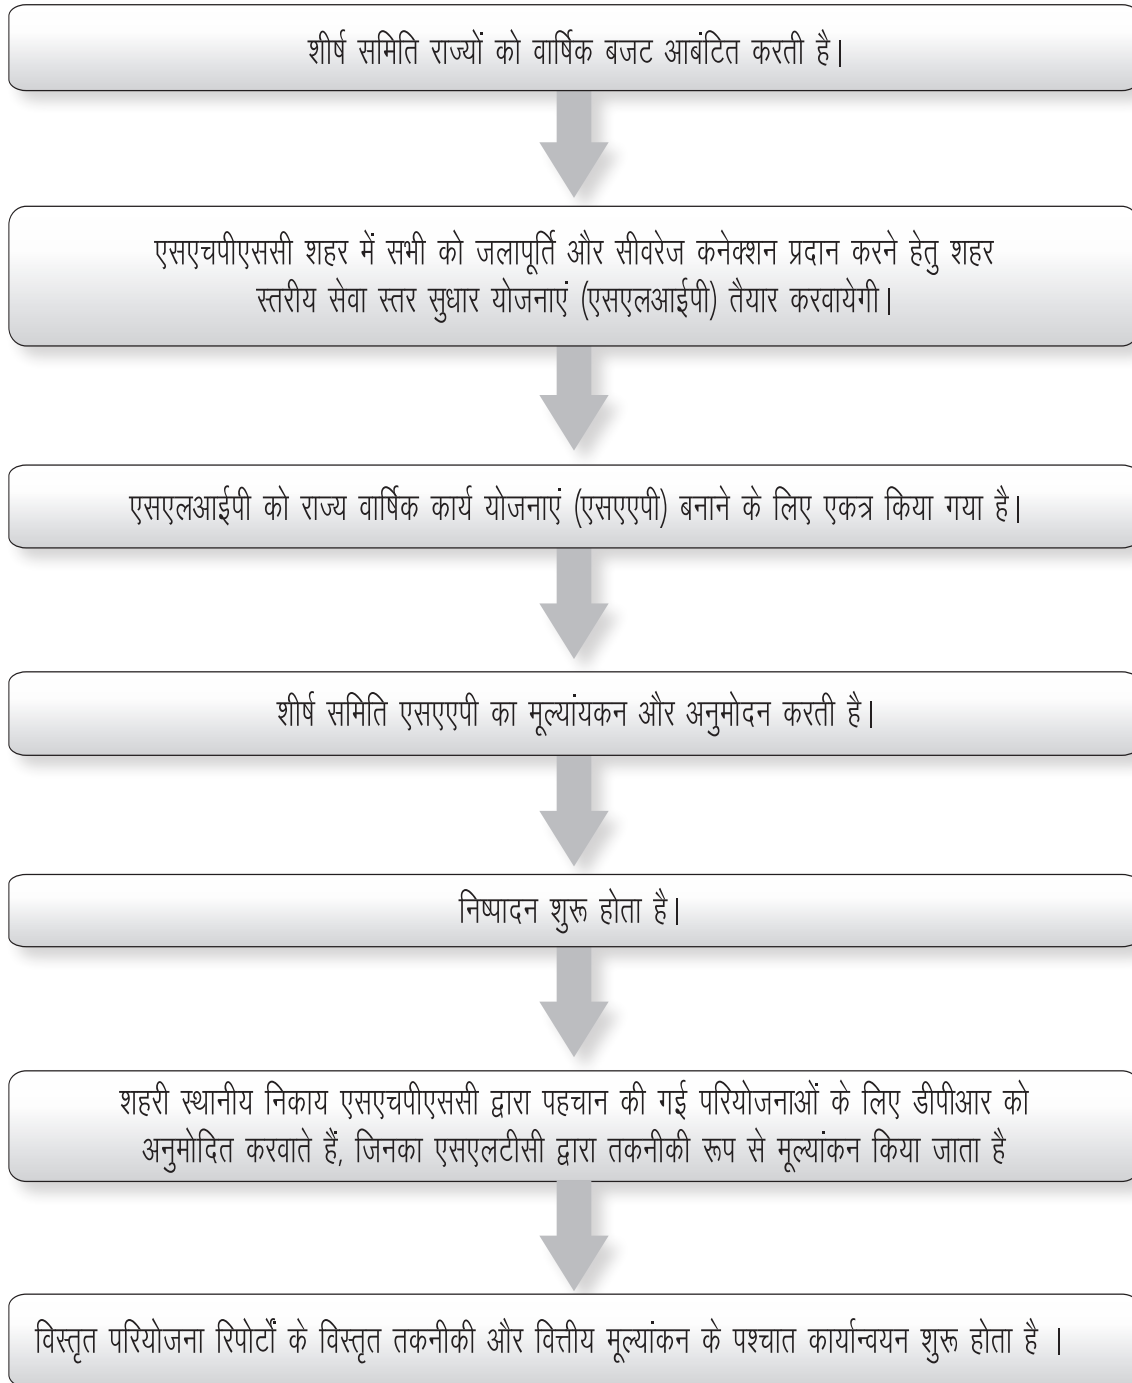 शीर्ष समिति राज्यों को वार्षिक बजट आबंटित करती है।
एसएचपीएससी शहर में सभी को जलापूर्ति और सीवरेज कनेक्शन प्रदान करने हेतु शहर
स्तरीय सेवा स्तर सुधार योजनाएं (एसएलआईपी) तैयार करवायेगी।
एसएलआईपी को राज्य वार्षिक कार्य योजनाएं (एसएएपी) बनाने के लिए एकत्र किया गया है।
शीर्ष समिति एसएएपी का मूल्यांयकन और अनुमोदन करती है।
निष्पादन शुरू होता है।
शहरी स्थानीय निकाय एसएचपीएससी द्वारा पहचान की गई परियोजनाओं के लिए डीपीआर को
अनुमोदित करवाते हैं, जिनका एसएलटीसी द्वारा तकनीकी रूप से मूल्यांकन किया जाता है
विस्तृत परियोजना रिपोर्टों के विस्तृत तकनीकी और वित्तीय मूल्यांकन के पश्चात कार्यान्वयन शुरू होता है ।